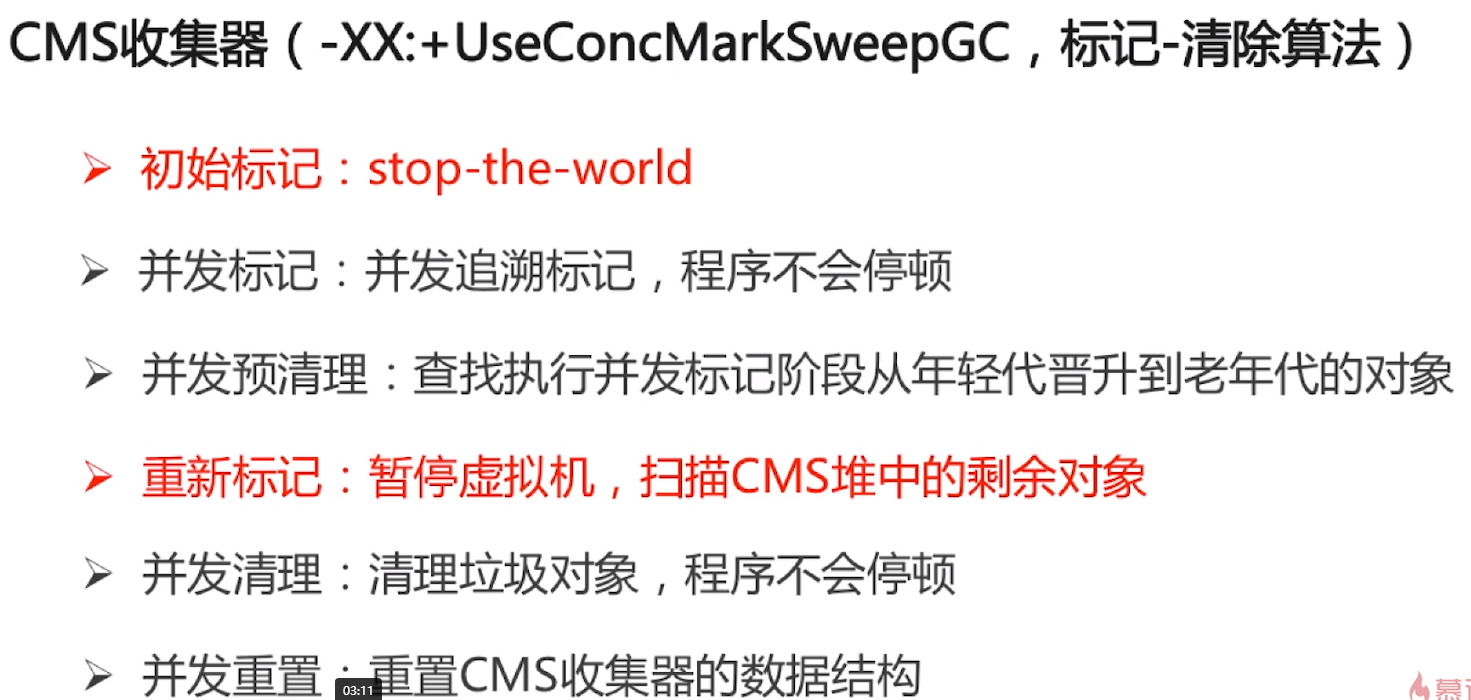 CMS收集器（-XX:+UseConcMarkSweepGC，标记-清除算法）
初始标记：stop-the-world
并发标记：并发追溯标记，程序不会停顿
并发预清理：查找执行并发标记阶段从年轻代晋升到老年代的对象
重新标记：暂停虚拟机，扫描CMS堆中的剩余对象
并发清理：清理垃圾对象，程序不会停顿
并发重置：重置CMS收集器的数据结构
03:11
慕